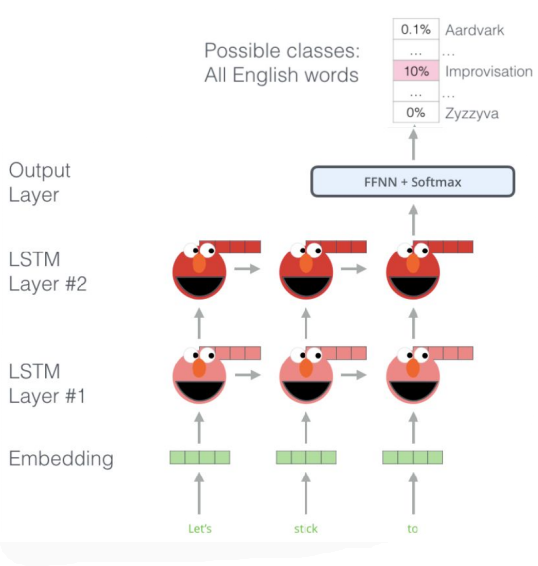 0.1% Aardvark
Possible classes:
… …
All English words
10% Improvisation
… …
0% Zyzzyva
Output
Layer
FFNN + Softmax
LSTM
Layer #2
LSTM
Layer #1
Embedding
Let's stick to